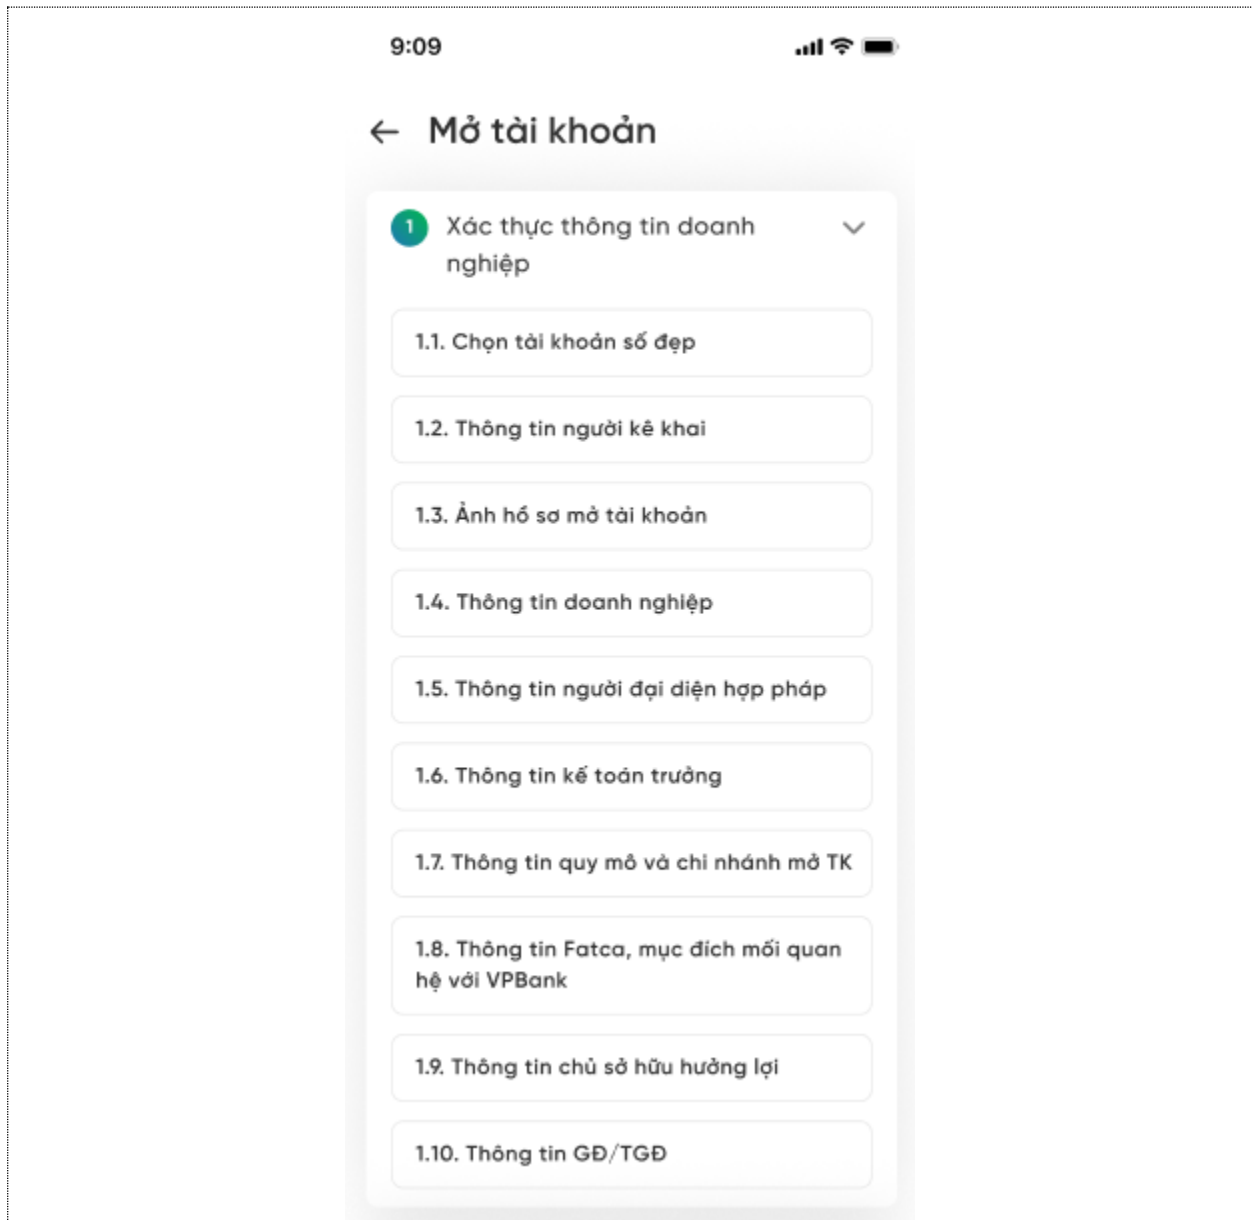 9:09
Mở tài khoản
1
Xác thực thông tin doanh
nghiệp
1.1. Chọn tài khoản số đẹp
1.2. Thông tin người kê khai
1.3. Ảnh hồ sơ mở tài khoản
1.4. Thông tin doanh nghiệp
1.5. Thông tin người đại diện hợp pháp
1.6. Thông tin kế toán trưởng
1.7. Thông tin quy mô và chi nhánh mở TK
1.8. Thông tin Fatca, mục đích mối quan
hệ với VPBank
1.9. Thông tin chủ sở hữu hưởng lợi
1.10. Thông tin GĐ/TGĐ